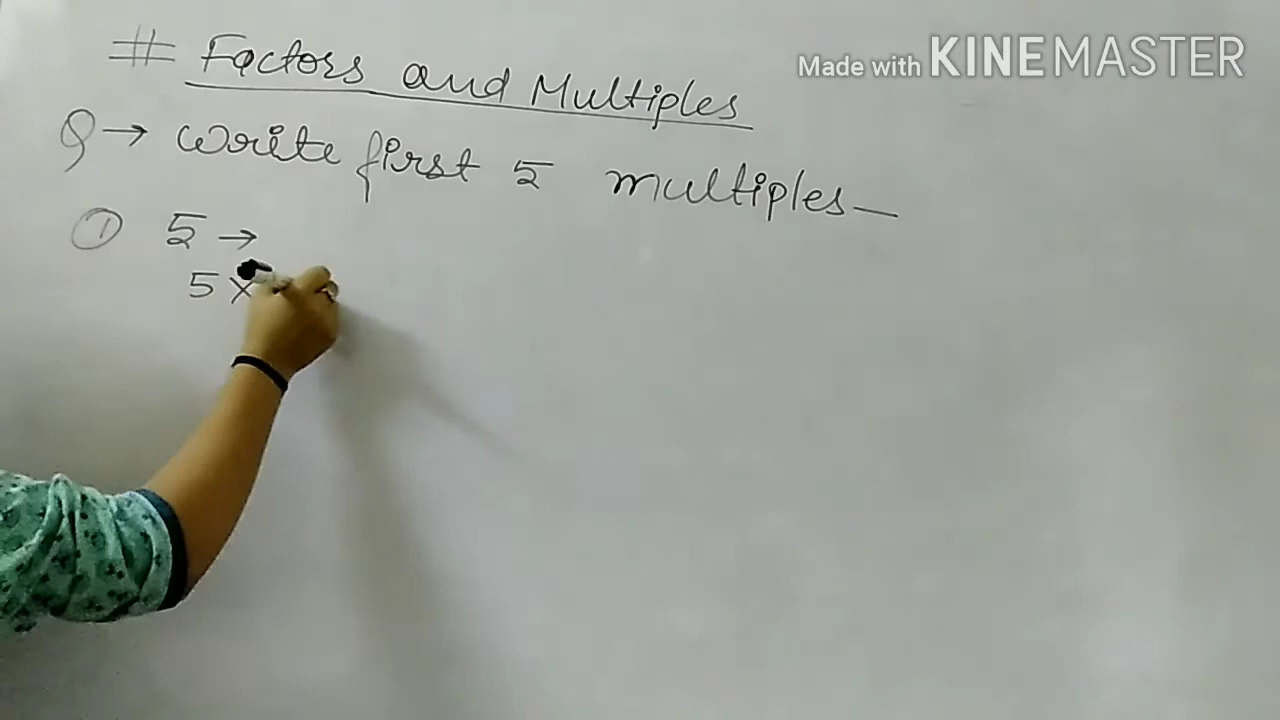 # Factors and Multiples
Made with KINEMASTER
Q → Write first 5 multiples —
① 5 →
5 ×